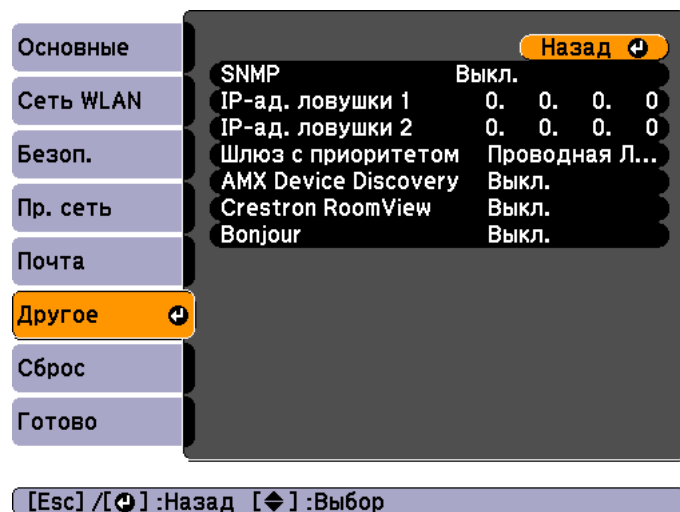 Основные
Сеть WLAN
Безоп.
Пр. сеть
Почта
Другое
Сброс
Готово
Назад
SNMP Выкл.
IP-ад. ловушки 1 0. 0. 0. 0
IP-ад. ловушки 2 0. 0. 0. 0
Шлюз с приоритетом Проводная Л...
AMX Device Discovery Выкл.
Crestron RoomView Выкл.
Bonjour Выкл.
[Esc] /[⏎] :Назад [◆] :Выбор